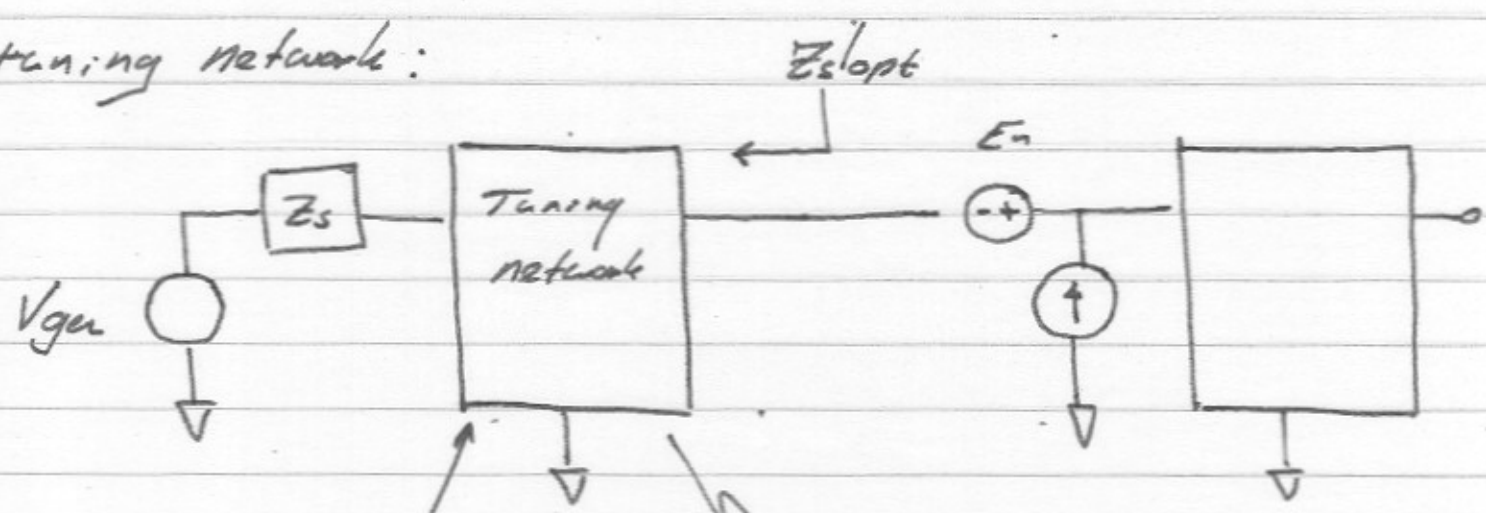 tuning network:
Zs|opt
En
Zs
Tuning
network
- +
Vgen